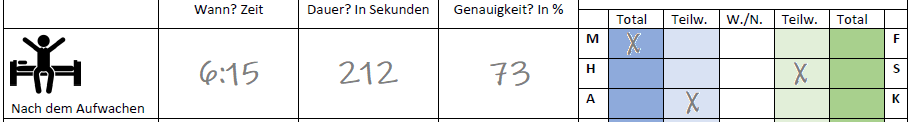 Wann? Zeit Dauer? In Sekunden Genauigkeit? In %
Total Teilw. W./N. Teilw. Total
M X F
6:15 212 73
H X S
Nach dem Aufwachen
A X K